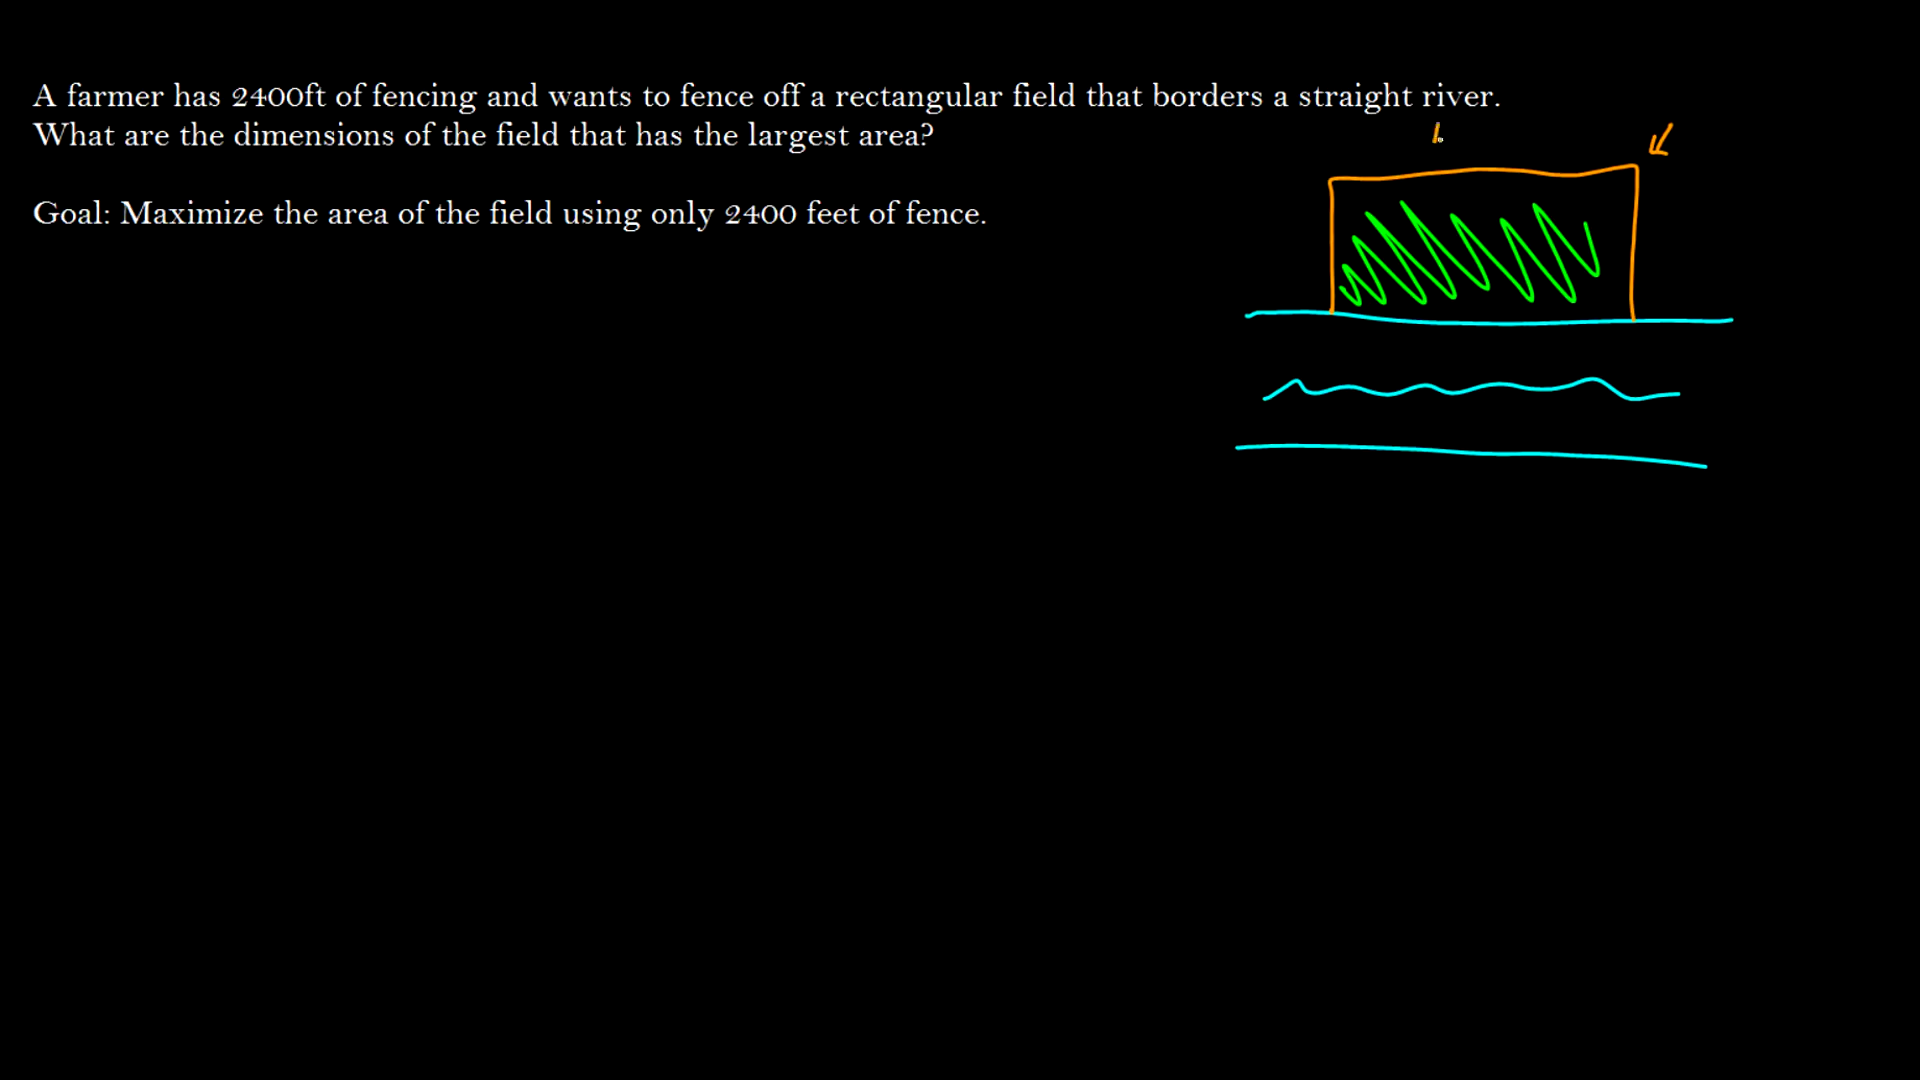 A farmer has 2400ft of fencing and wants to fence off a rectangular field that borders a straight river.
What are the dimensions of the field that has the largest area?
Goal: Maximize the area of the field using only 2400 feet of fence.